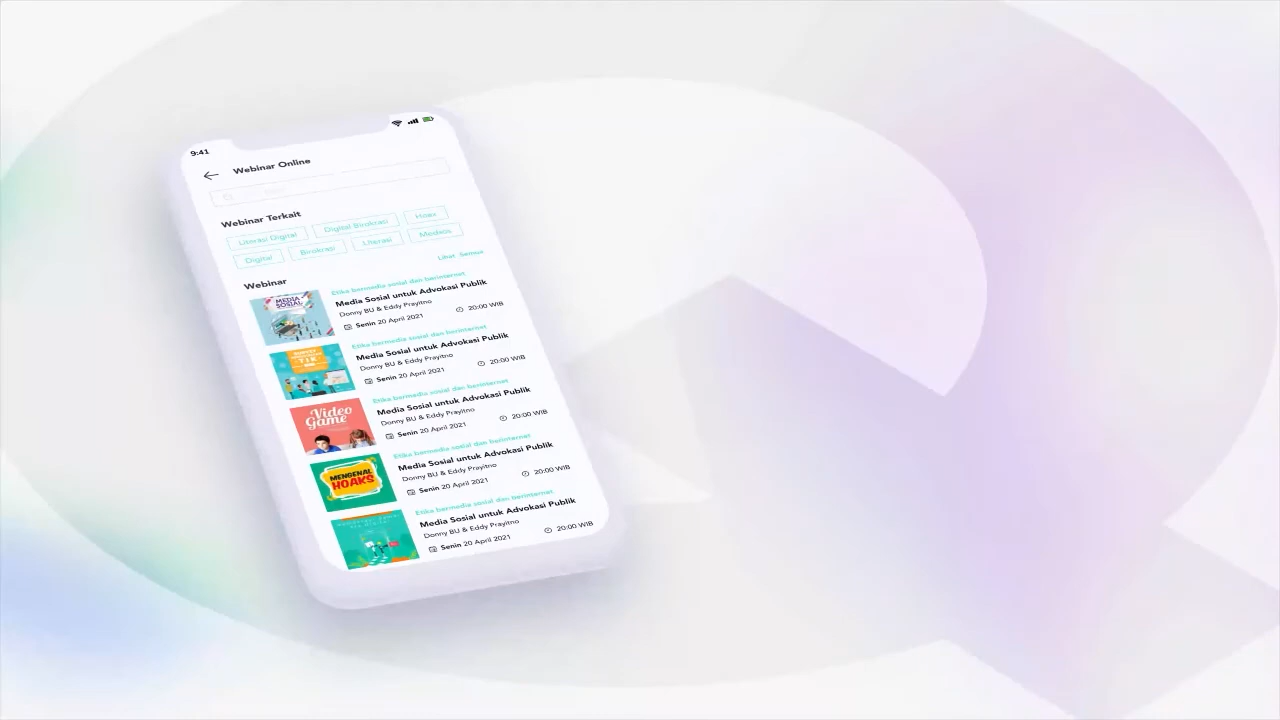 9:41
Webinar Online
Webinar Terkait
Literasi Digital Digital Birokrasi Hoax
Digital Birokrasi Literasi Medsos
Lihat Semua
Webinar
MEDIA SOSIAL
Etika bermedia sosial dan berinternet
Media Sosial untuk Advokasi Publik
Donny BU & Eddy Prayitno
Senin 20 April 2021 20:00 WIB
TIK
Etika bermedia sosial dan berinternet
Media Sosial untuk Advokasi Publik
Donny BU & Eddy Prayitno
Senin 20 April 2021 20:00 WIB
Video Game
Etika bermedia sosial dan berinternet
Media Sosial untuk Advokasi Publik
Donny BU & Eddy Prayitno
Senin 20 April 2021 20:00 WIB
MENGENAL HOAKS
Etika bermedia sosial dan berinternet
Media Sosial untuk Advokasi Publik
Donny BU & Eddy Prayitno
Senin 20 April 2021 20:00 WIB
Etika bermedia sosial dan berinternet
Media Sosial untuk Advokasi Publik
Donny BU & Eddy Prayitno
Senin 20 April 2021 20:00 WIB